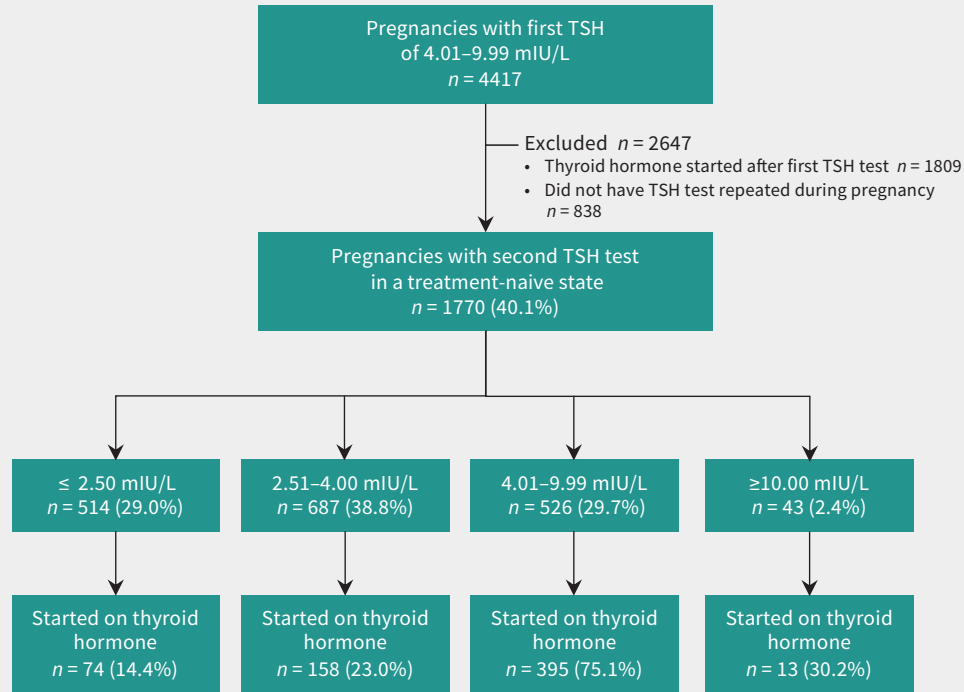 Pregnancies with first TSH
of 4.01–9.99 mIU/L
n = 4417
Excluded n = 2647
• Thyroid hormone started after first TSH test n = 1809
• Did not have TSH test repeated during pregnancy
n = 838
Pregnancies with second TSH test
in a treatment-naive state
n = 1770 (40.1%)
≤ 2.50 mIU/L
n = 514 (29.0%)
2.51–4.00 mIU/L
n = 687 (38.8%)
4.01–9.99 mIU/L
n = 526 (29.7%)
≥10.00 mIU/L
n = 43 (2.4%)
Started on thyroid
hormone
n = 74 (14.4%)
Started on thyroid
hormone
n = 158 (23.0%)
Started on thyroid
hormone
n = 395 (75.1%)
Started on thyroid
hormone
n = 13 (30.2%)